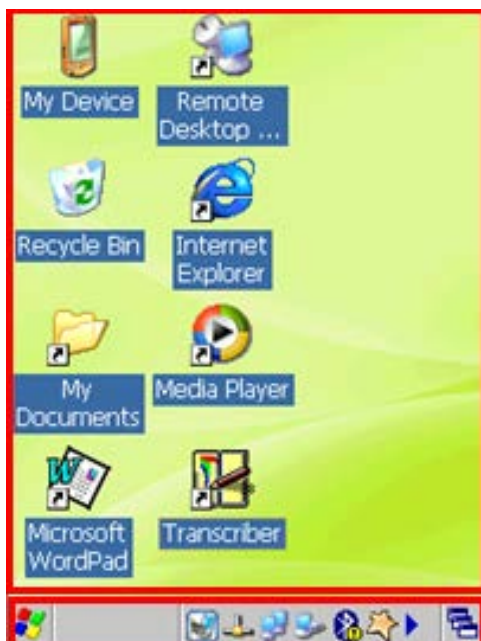 My Device
Remote
Desktop ...
Recycle Bin
Internet
Explorer
My
Documents
Media Player
Microsoft
WordPad
Transcriber